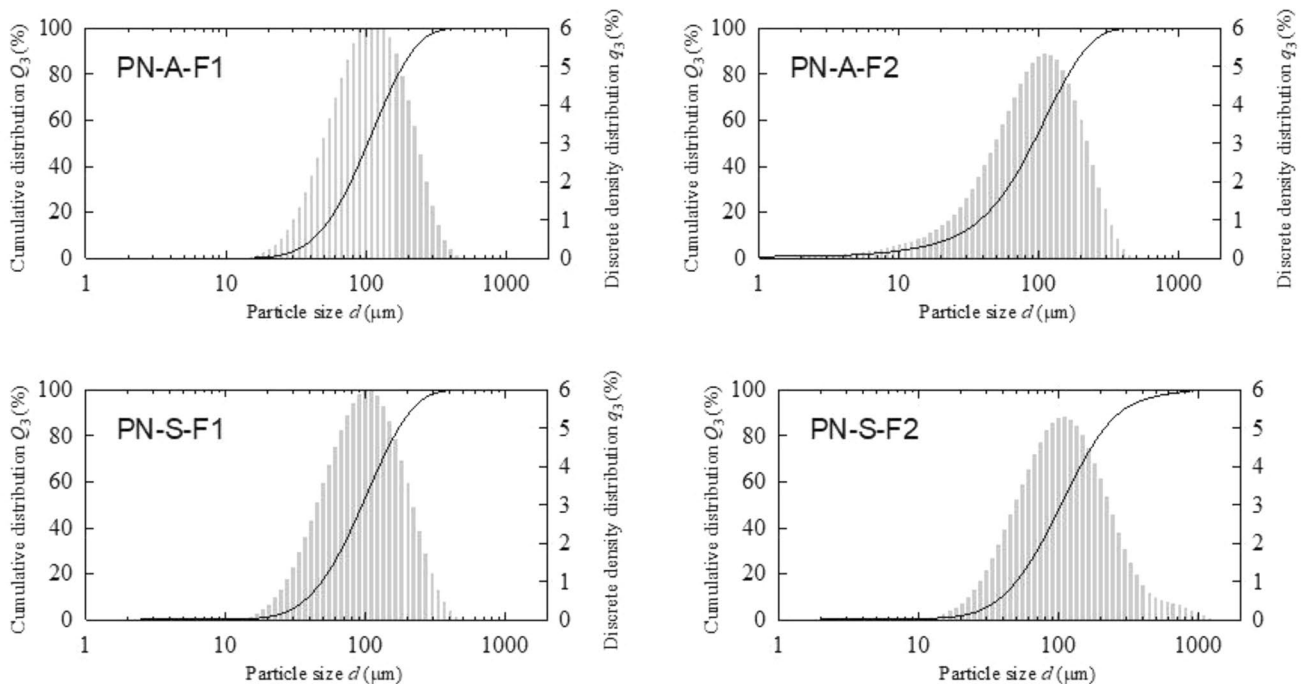 PN-A-F1
Cumulative distribution Q3 (%)
100
80
60
40
20
0
Discrete density distribution q3 (%)
6
5
4
3
2
1
0
1 10 100 1000
Particle size d (μm)
PN-A-F2
Cumulative distribution Q3 (%)
100
80
60
40
20
0
Discrete density distribution q3 (%)
6
5
4
3
2
1
0
1 10 100 1000
Particle size d (μm)
PN-S-F1
Cumulative distribution Q3 (%)
100
80
60
40
20
0
Discrete density distribution q3 (%)
6
5
4
3
2
1
0
1 10 100 1000
Particle size d (μm)
PN-S-F2
Cumulative distribution Q3 (%)
100
80
60
40
20
0
Discrete density distribution q3 (%)
6
5
4
3
2
1
0
1 10 100 1000
Particle size d (μm)